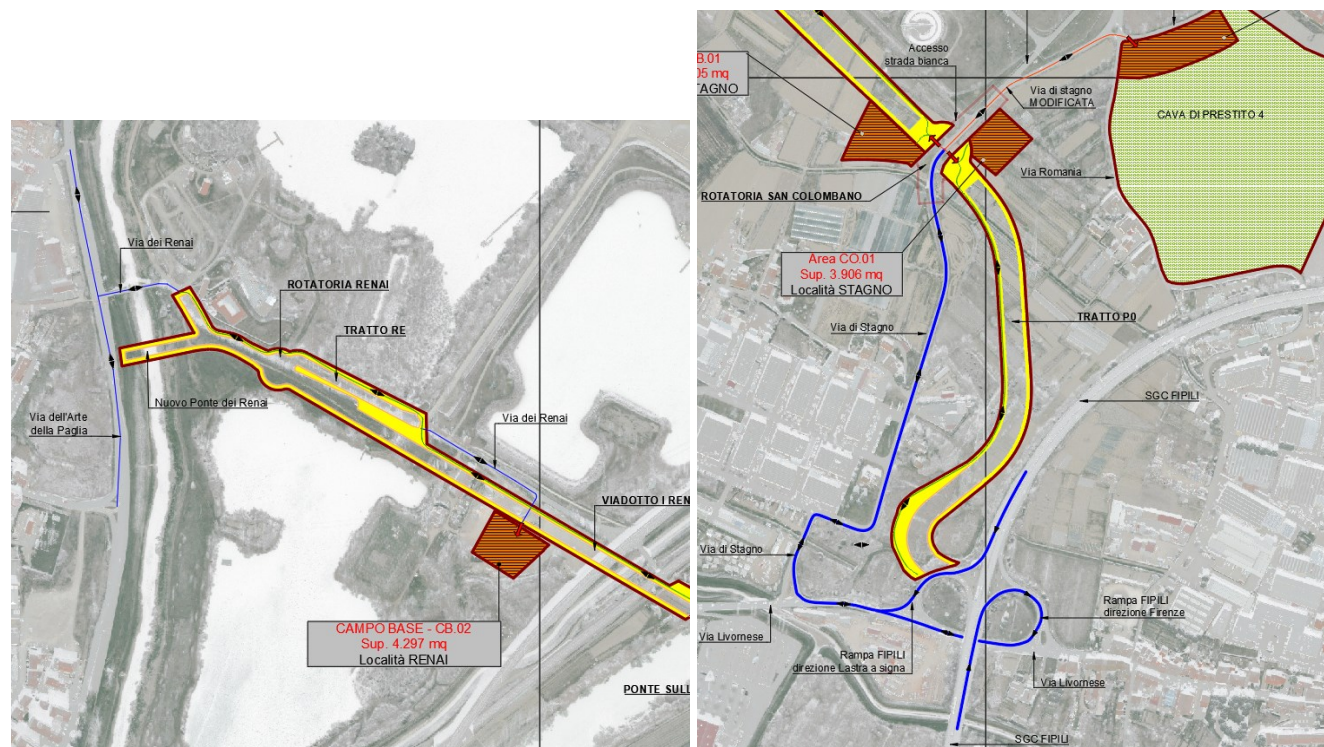 Via dei Renai
ROTATORIA RENAI
TRATTO RE
Nuovo Ponte dei Renai
Via dell'Arte
della Paglia
Via dei Renai
VIADOTTO I REN
CAMPO BASE - CB.02
Sup. 4.297 mq
Località RENAI
PONTE SULL
Accesso
strada bianca
B.01
05 mq
TAGNO
Via di stagno
MODIFICATA
CAVA DI PRESTITO 4
Via Romania
ROTATORIA SAN COLOMBANO
Area CO.01
Sup. 3.906 mq
Località STAGNO
Via di Stagno
TRATTO P0
SGC FIPILI
Via di Stagno
Rampa FIPILI
direzione Firenze
Via Livornese
Rampa FIPILI
direzione Lastra a signa
Via Livornese
SGC FIPILI